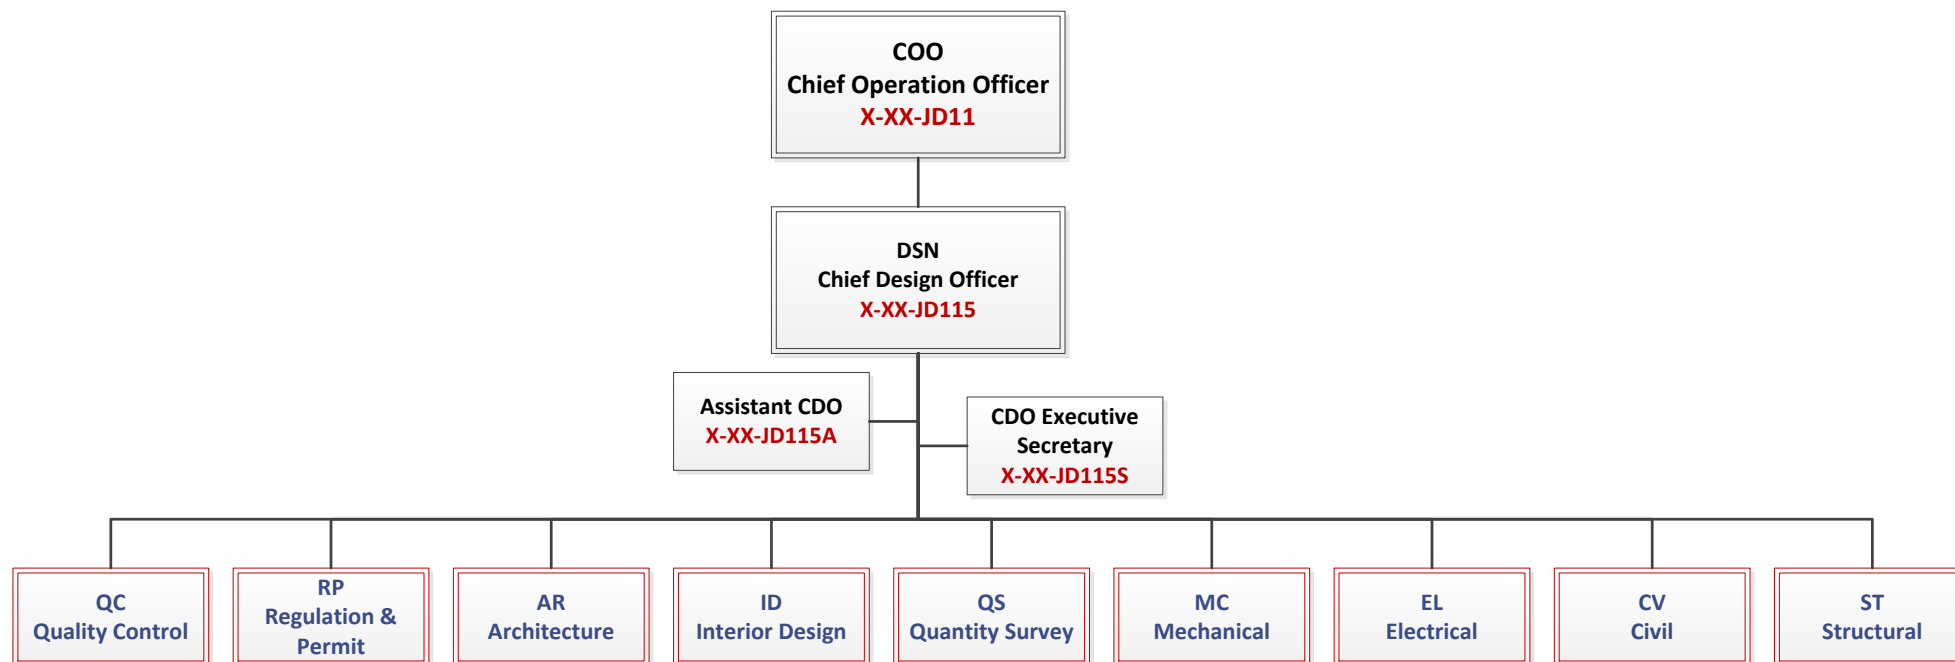 COO
Chief Operation Officer
X-XX-JD11
DSN
Chief Design Officer
X-XX-JD115
Assistant CDO
X-XX-JD115A
CDO Executive
Secretary
X-XX-JD115S
QC
Quality Control
RP
Regulation &
Permit
AR
Architecture
ID
Interior Design
QS
Quantity Survey
MC
Mechanical
EL
Electrical
CV
Civil
ST
Structural